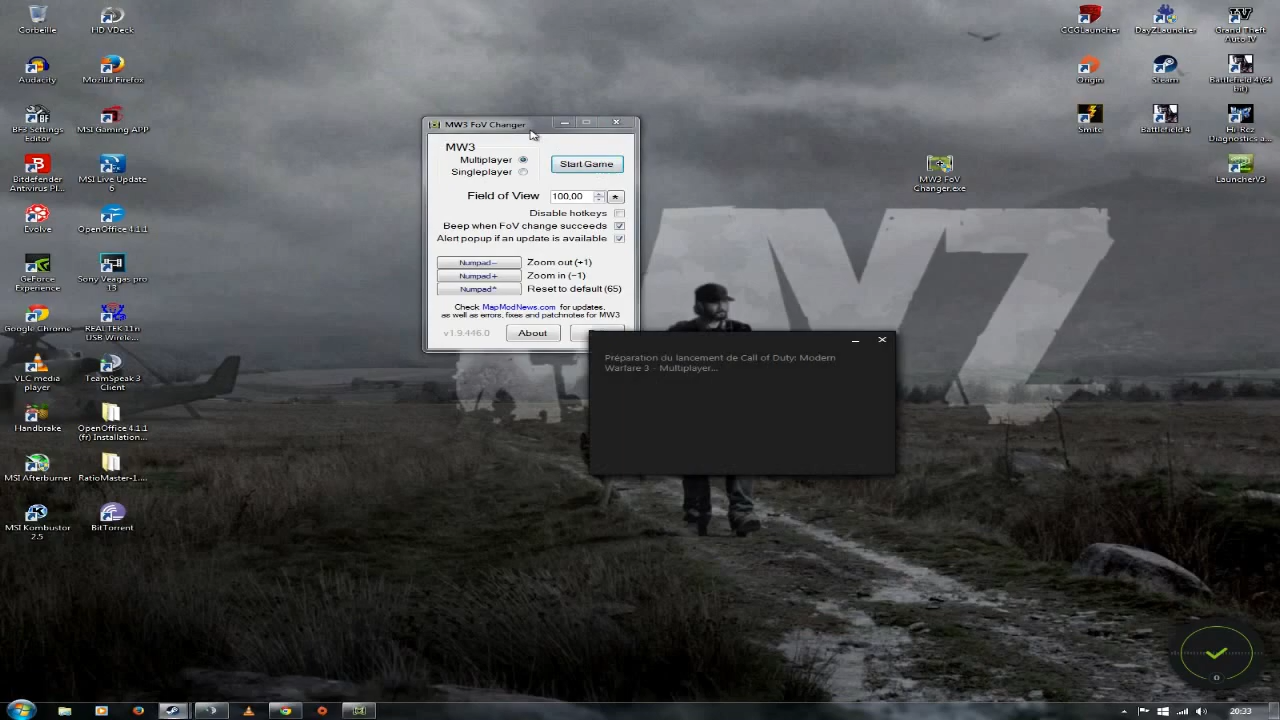 Corbeille
HD VDeck
Audacity
Mozilla Firefox
BF3 Settings
Editor
MSI Gaming APP
Bitdefender
Antivirus Pl...
MSI Live Update
6
Evolve
OpenOffice 4.1.1
GeForce
Experience
Sony Veagas pro
13
Google Chrome
REALTEK 11n
USB Wirele...
VLC media
player
TeamSpeak 3
Client
Handbrake
OpenOffice 4.1.1
(fr) Installation...
MSI Afterburner
RatioMaster-1....
MSI Kombustor
2.5
BitTorrent
MW3 FoV Changer
MW3
Multiplayer
Singleplayer
Start Game
Field of View
100,00
*
Disable hotkeys
Beep when FoV change succeeds
Alert popup if an update is available
Numpad-
Zoom out (+1)
Numpad+
Zoom in (-1)
Numpad*
Reset to default (65)
Check MapModNews.com for updates,
as well as errors, fixes and patchnotes for MW3
v1.9.446.0
About
Préparation du lancement de Call of Duty: Modern
Warfare 3 - Multiplayer...
CCGLauncher
DayZLauncher
Grand Theft
Auto IV
Origin
Steam
Battlefield 4(64
bit)
Smite
Battlefield 4
Hi-Rez
Diagnostics a...
MW3 FoV
Changer.exe
LauncherV3
0
20:33